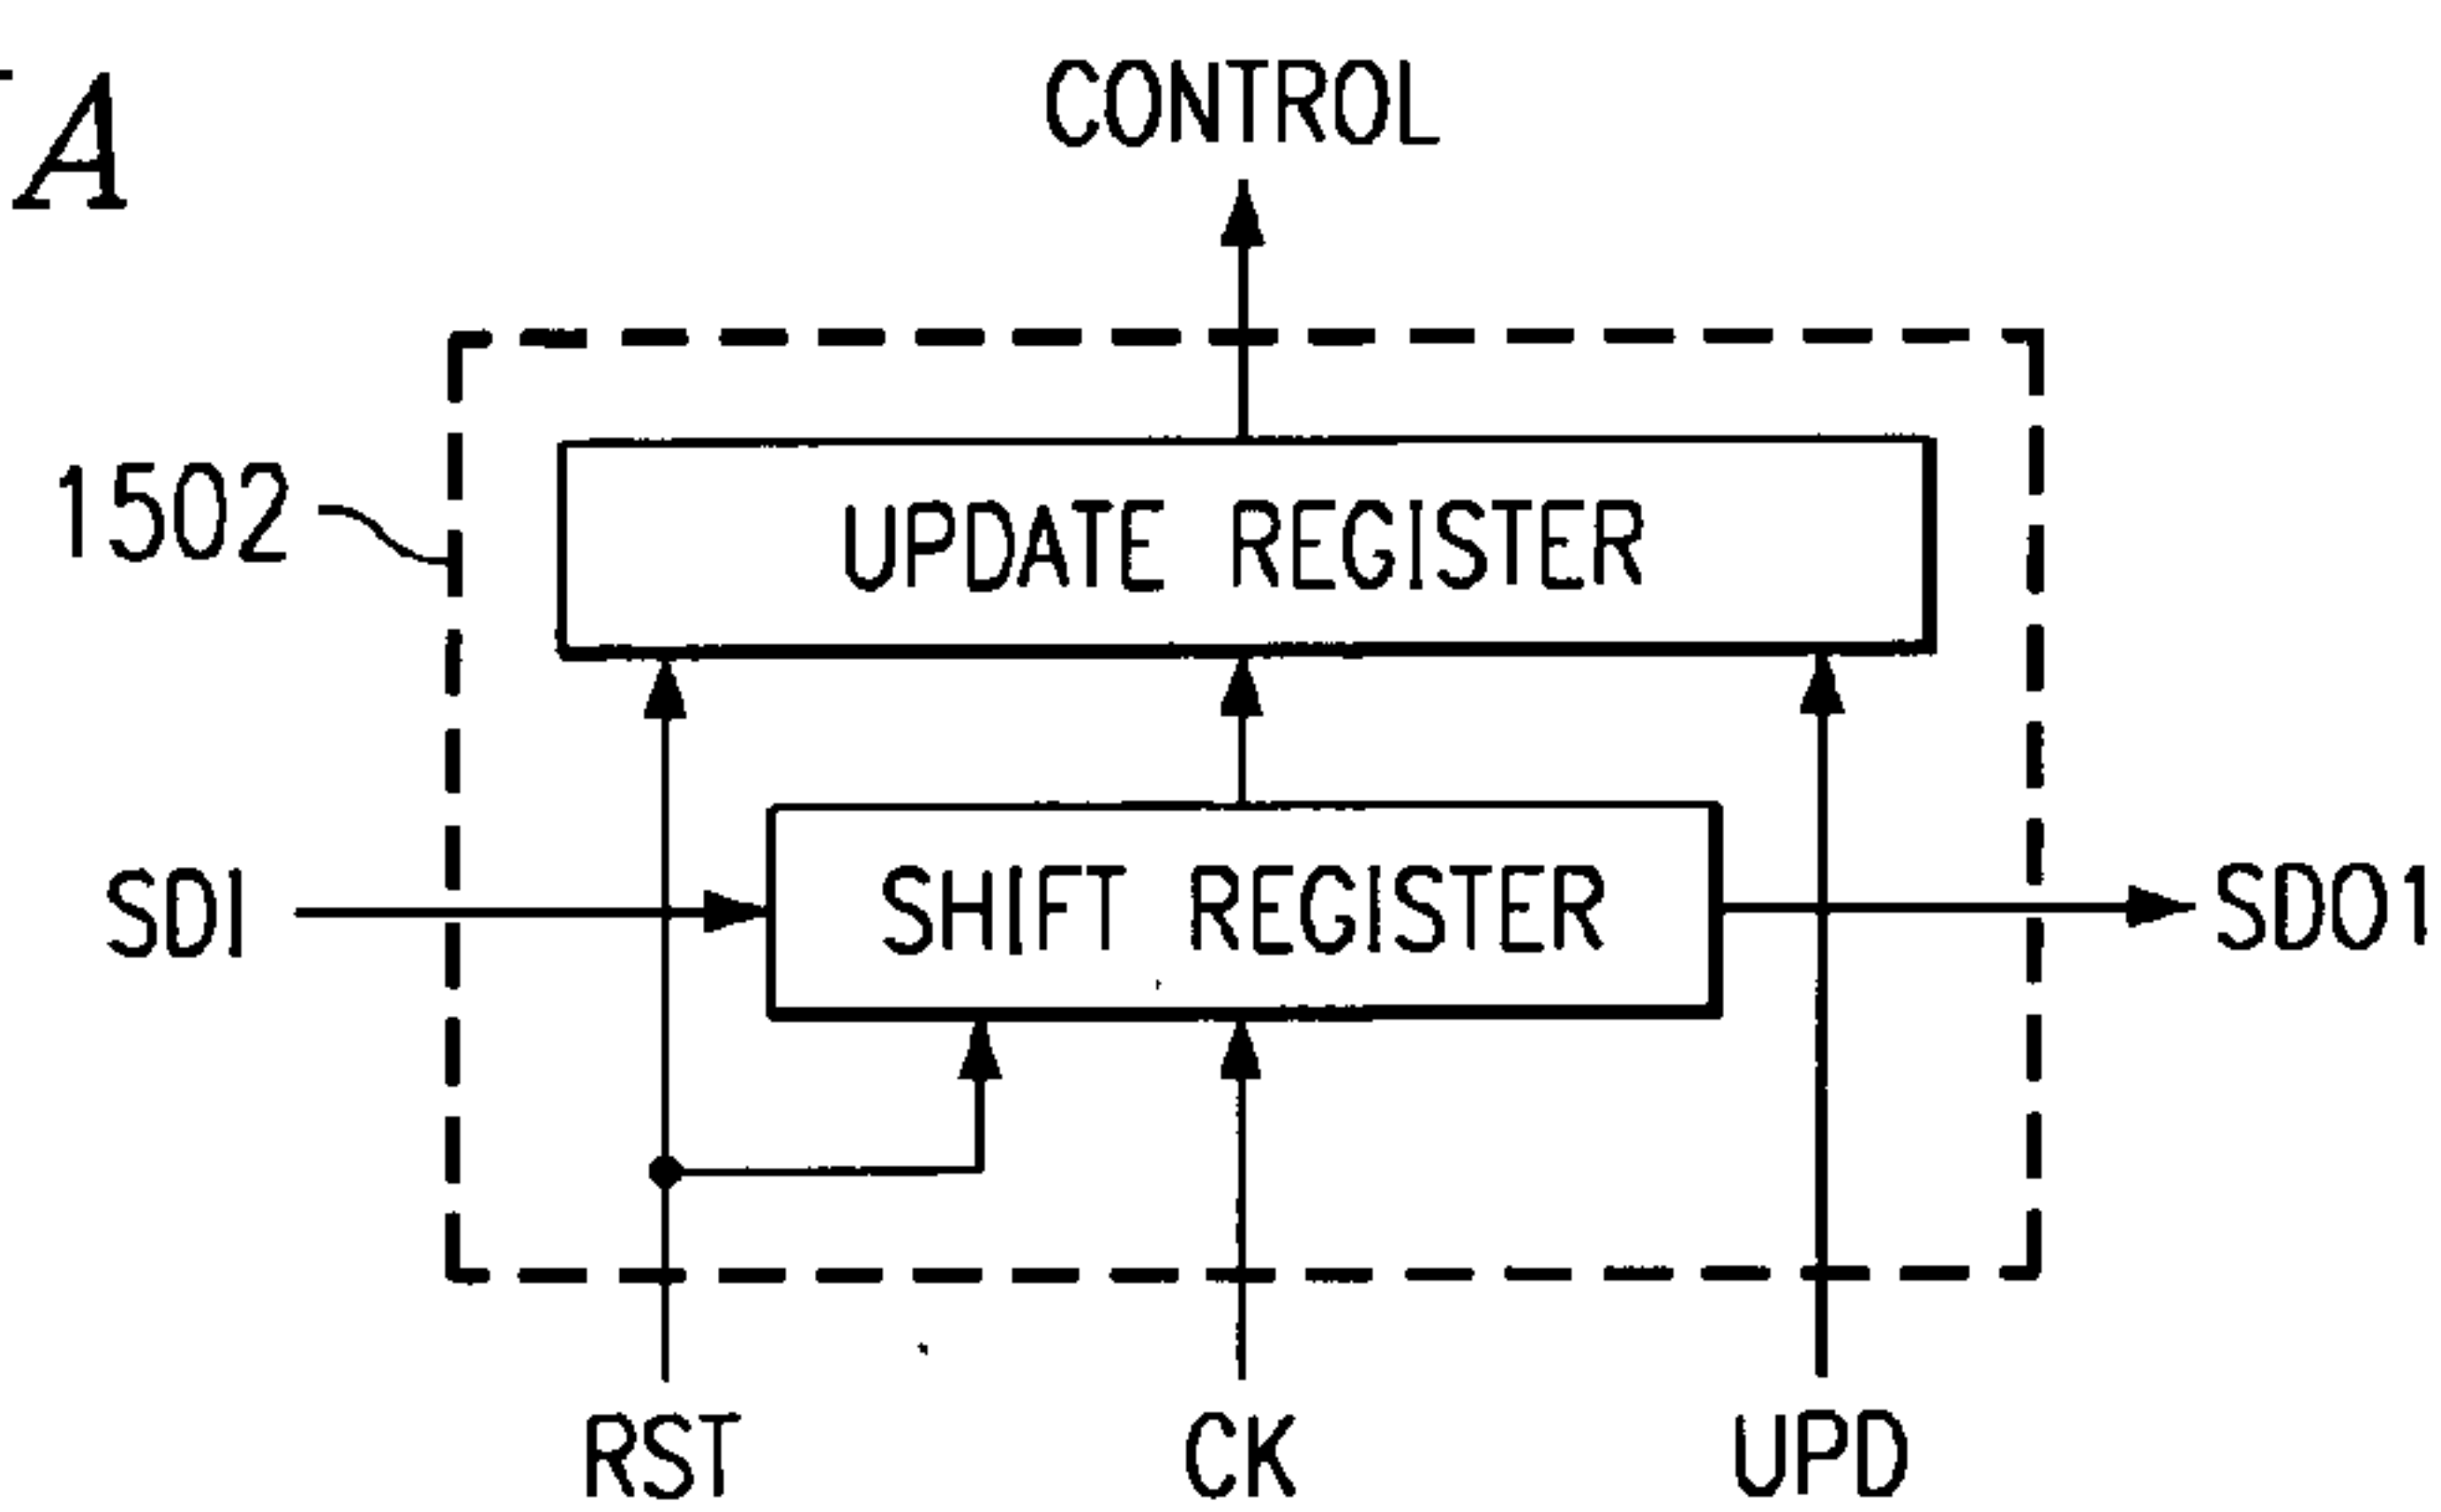 A
CONTROL
1502
UPDATE REGISTER
SDI
SHIFT REGISTER
SDO1
RST
CK
UPD